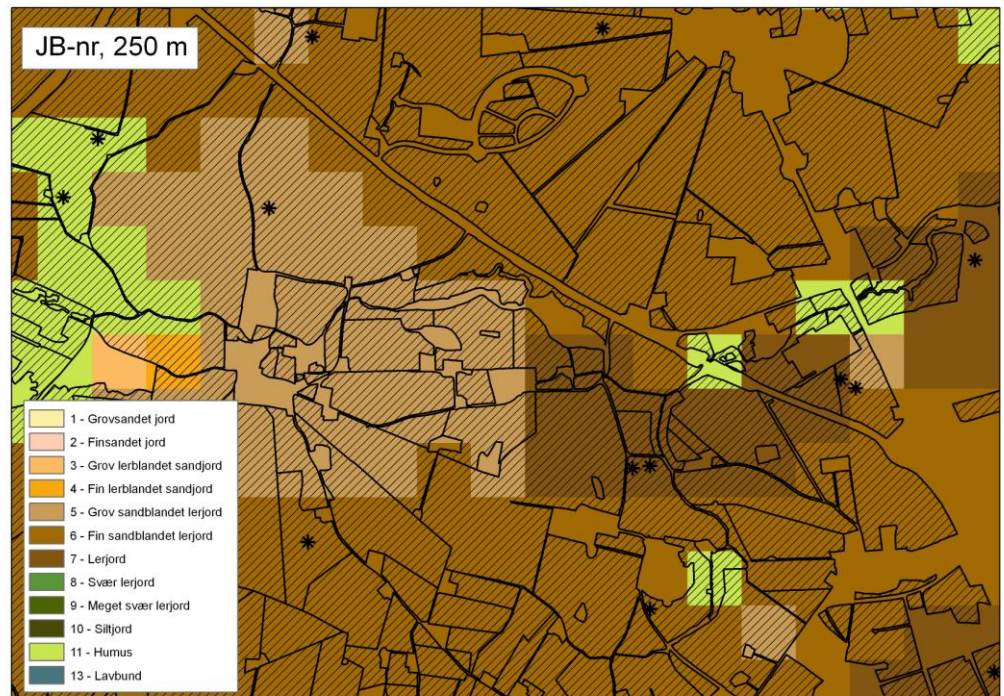 JB-nr, 250 m
1 - Grovsandet jord
2 - Finsandet jord
3 - Grov lerblandet sandjord
4 - Fin lerblandet sandjord
5 - Grov sandblandet lerjord
6 - Fin sandblandet lerjord
7 - Lerjord
8 - Svær lerjord
9 - Meget svær lerjord
10 - Siltjord
11 - Humus
13 - Lavbund